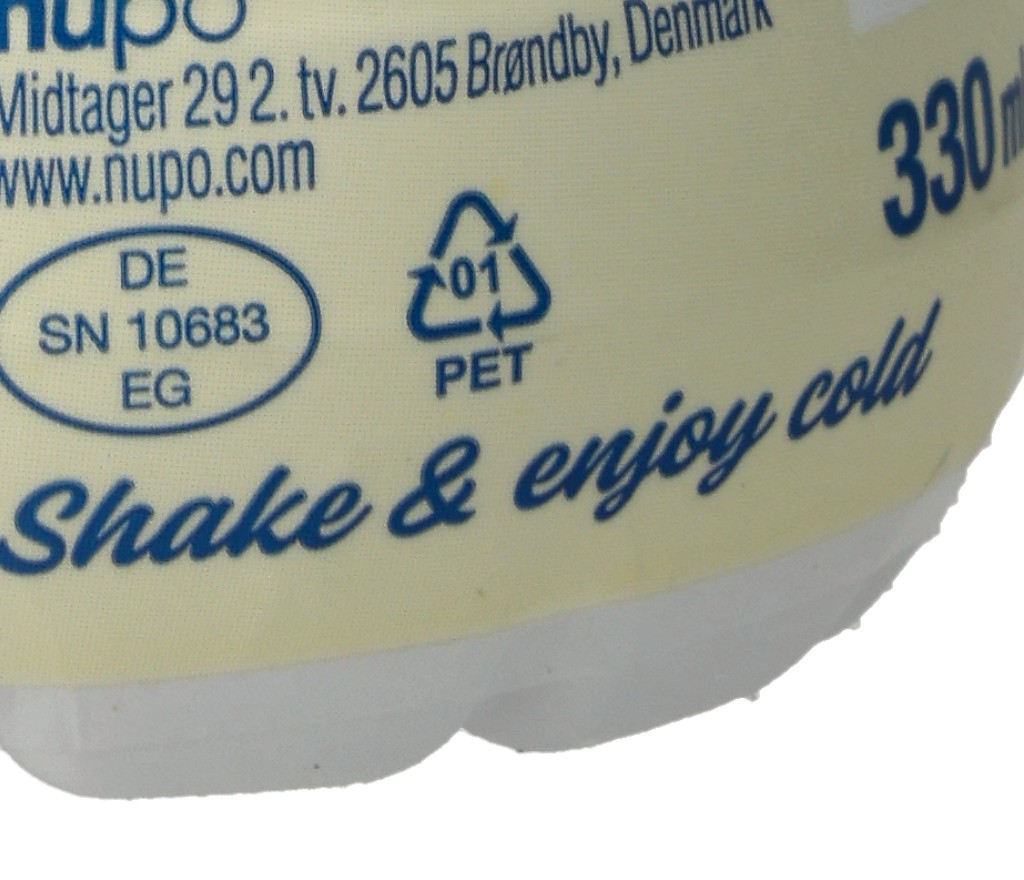 nupo
Midtager 29 2. tv. 2605 Brøndby, Denmark
www.nupo.com
330 ml
DE
SN 10683
EG
01
PET
Shake & enjoy cold